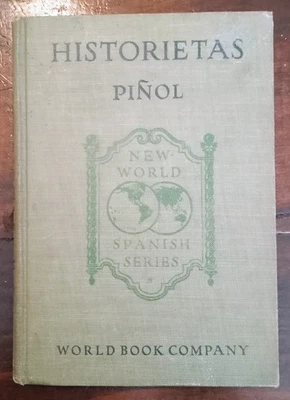 HISTORIETAS
PIÑOL
NEW-
WORLD
SPANISH
SERIES
WORLD BOOK COMPANY